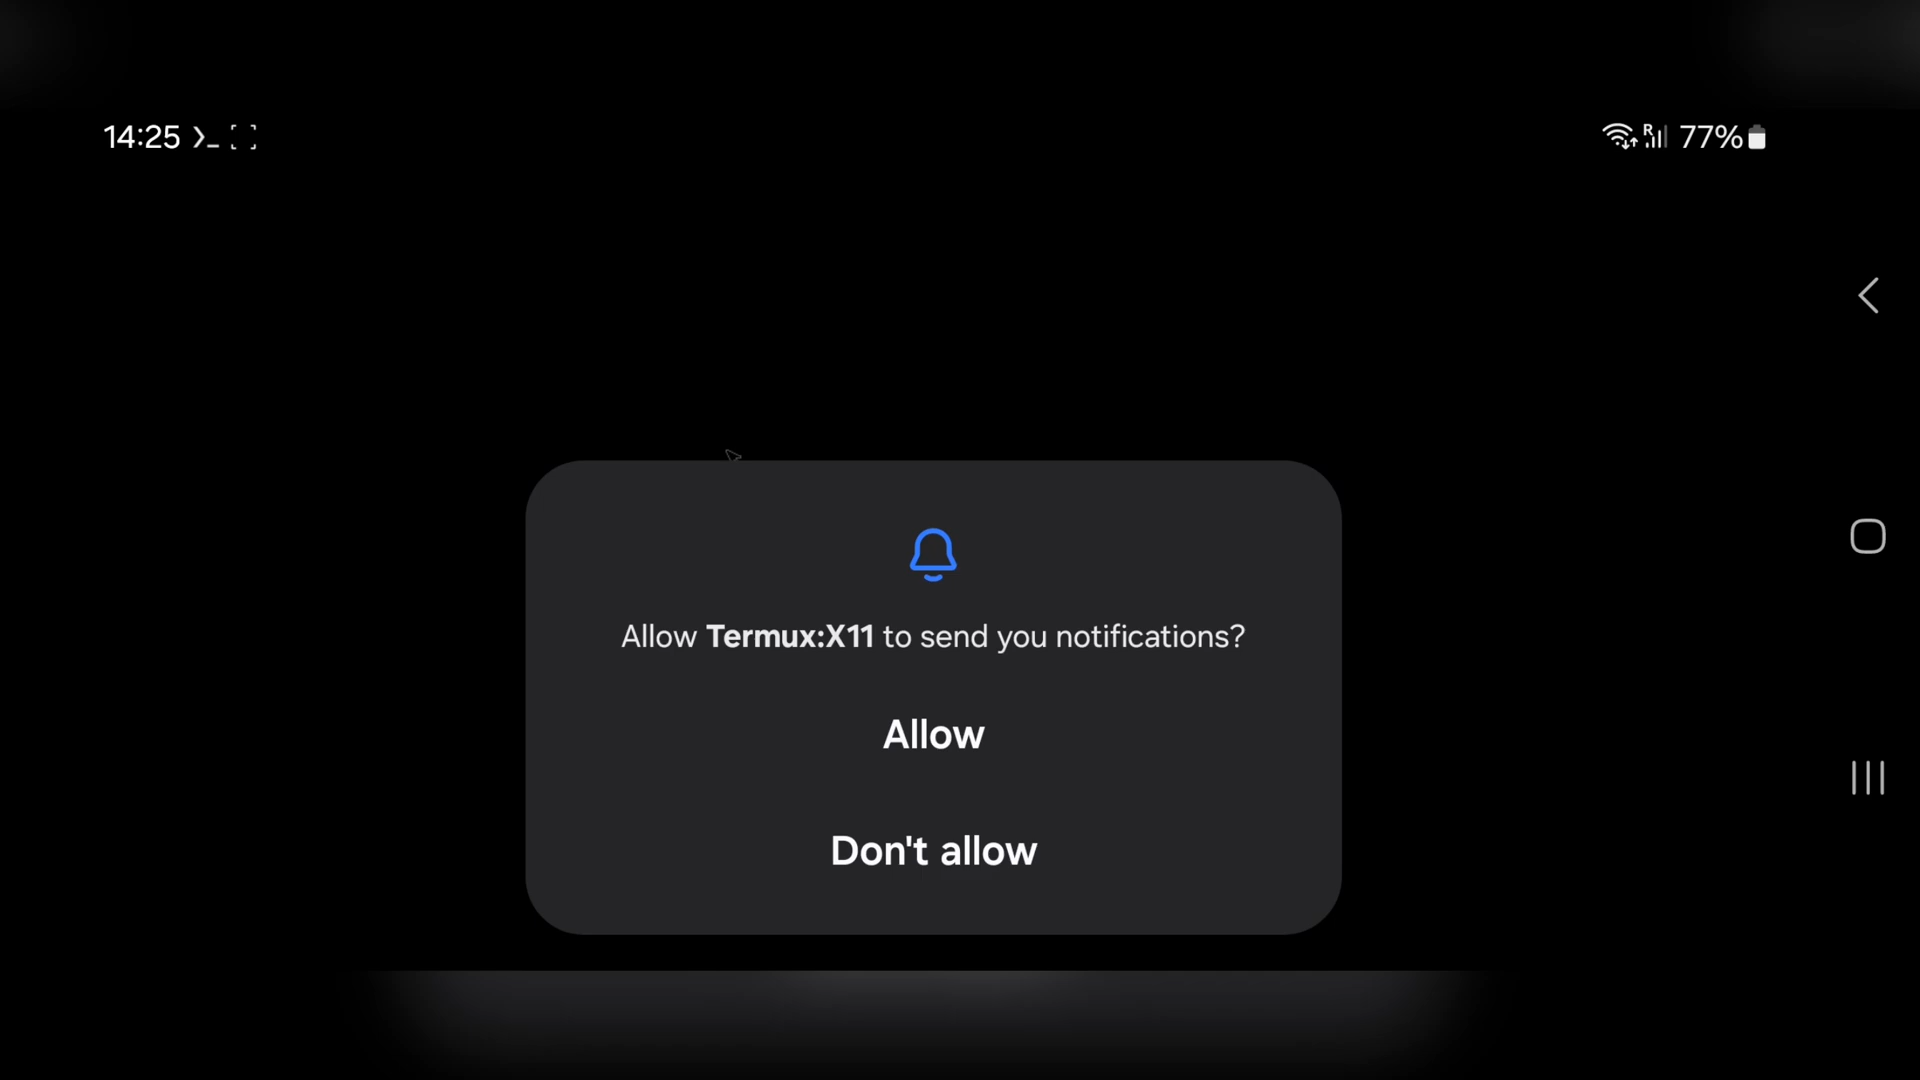 14:25
R 77%
Allow Termux:X11 to send you notifications?
Allow
Don't allow